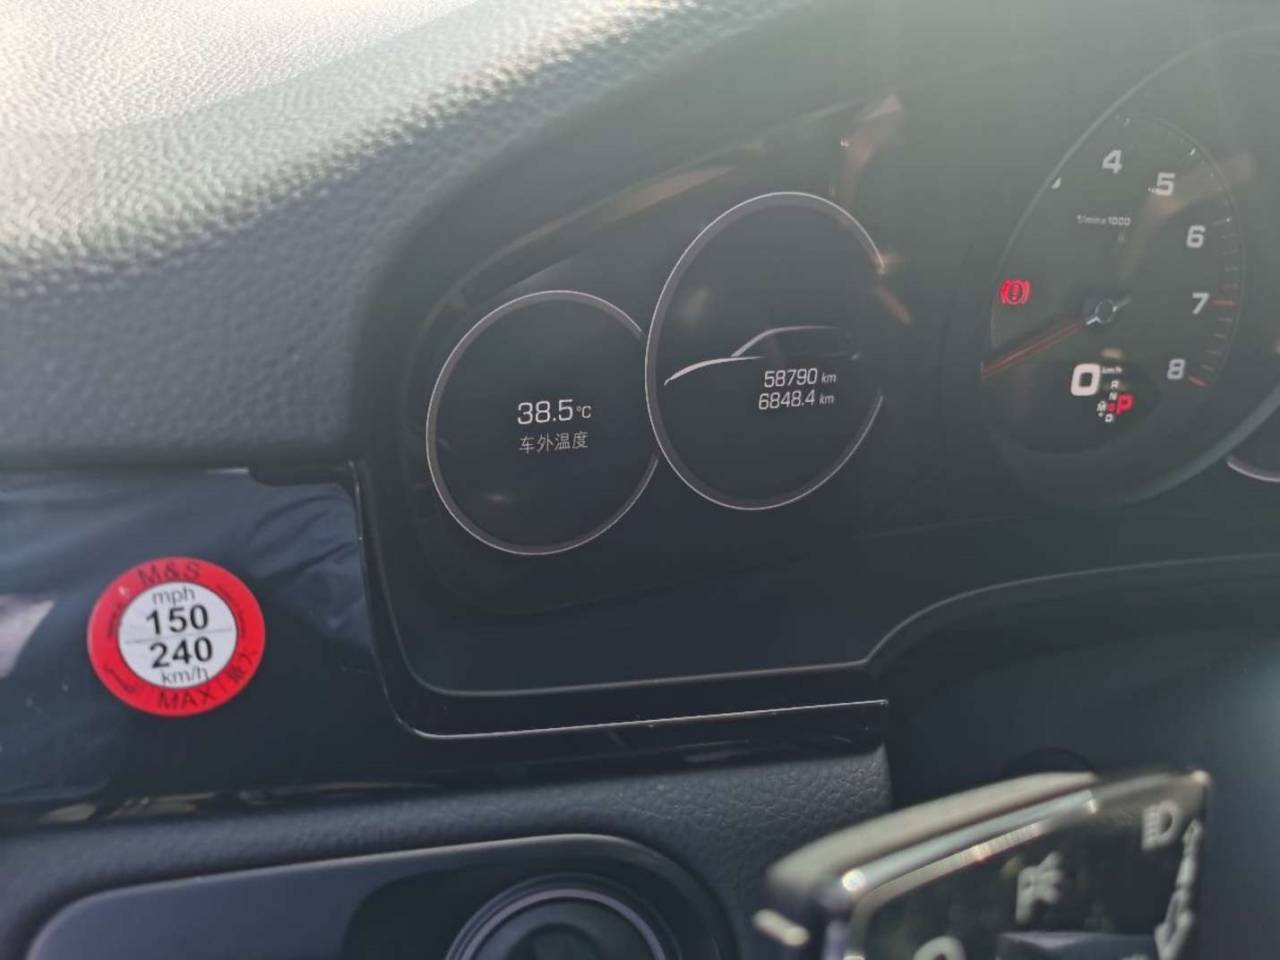 38.5 °C
车外温度
58790 km
6848.4 km
4
5
1/min x 1000
6
7
8
0 km/h
R
N
M P
D
M&S
mph
150
240
km/h
MAX